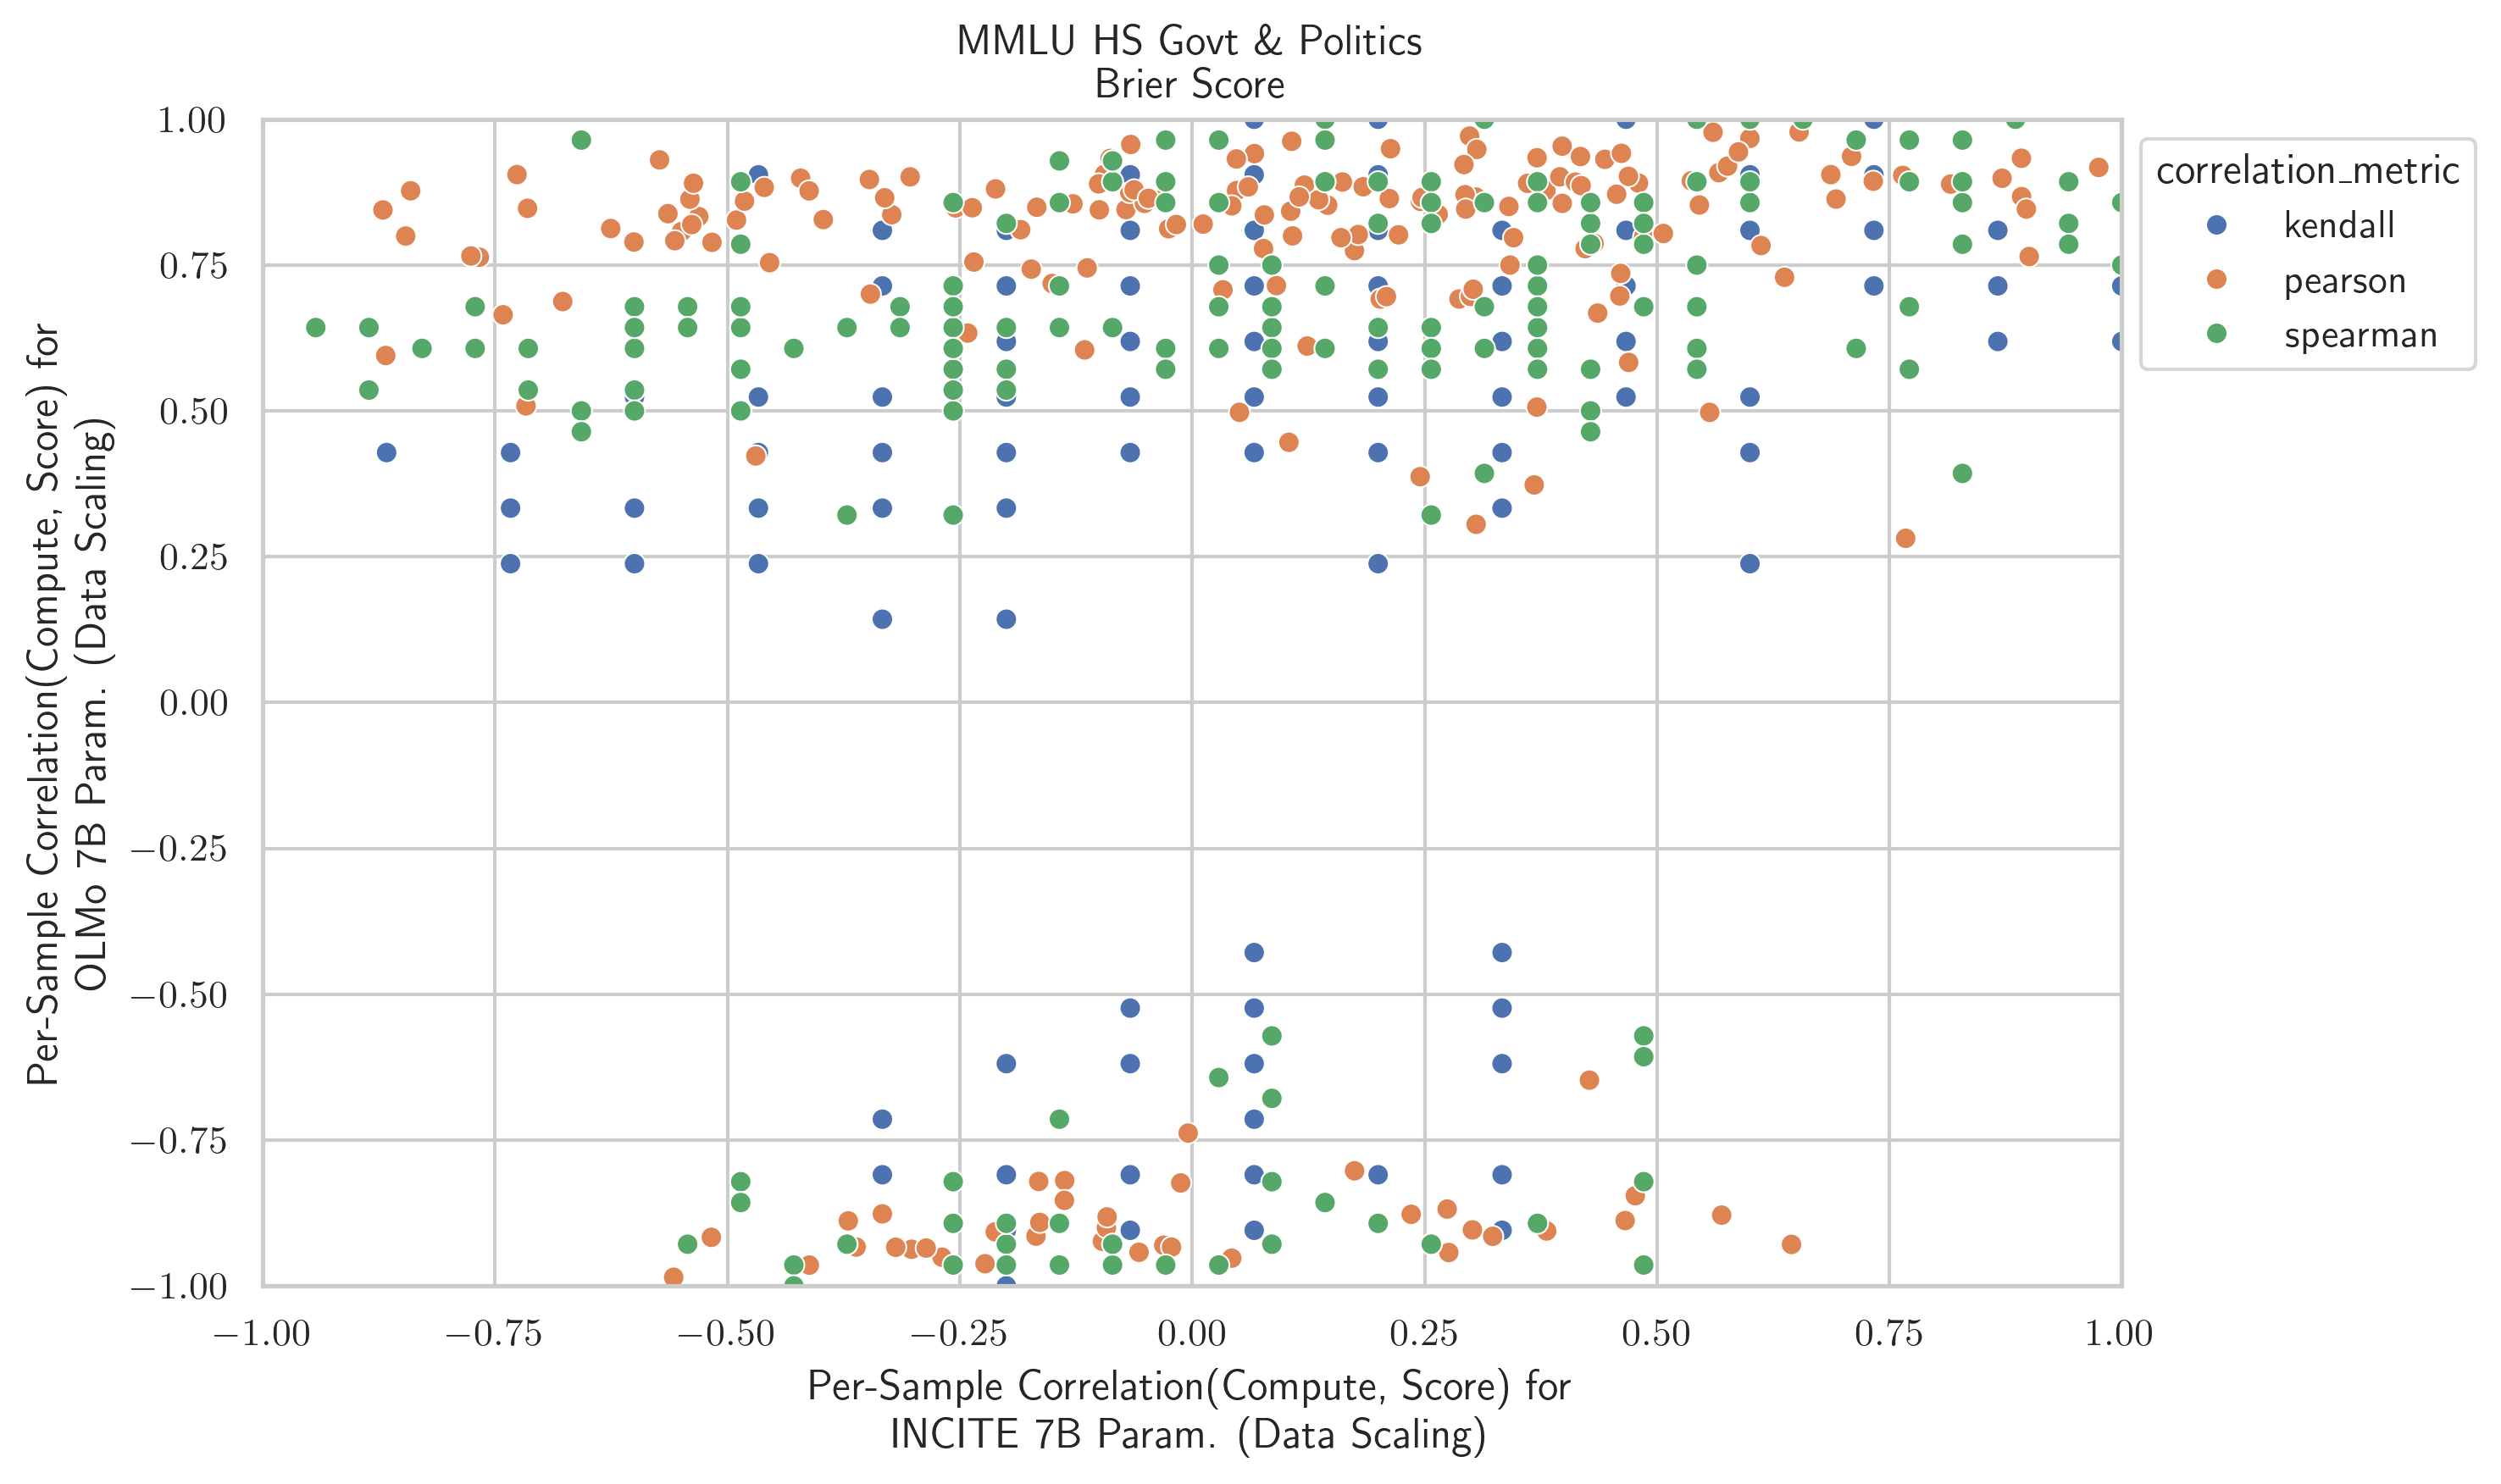 MMLU HS Govt & Politics
Brier Score
Per-Sample Correlation(Compute, Score) for
OLMo 7B Param. (Data Scaling)
1.00
0.75
0.50
0.25
0.00
−0.25
−0.50
−0.75
−1.00
−1.00 −0.75 −0.50 −0.25 0.00 0.25 0.50 0.75 1.00
Per-Sample Correlation(Compute, Score) for
INCITE 7B Param. (Data Scaling)
correlation_metric
kendall
pearson
spearman